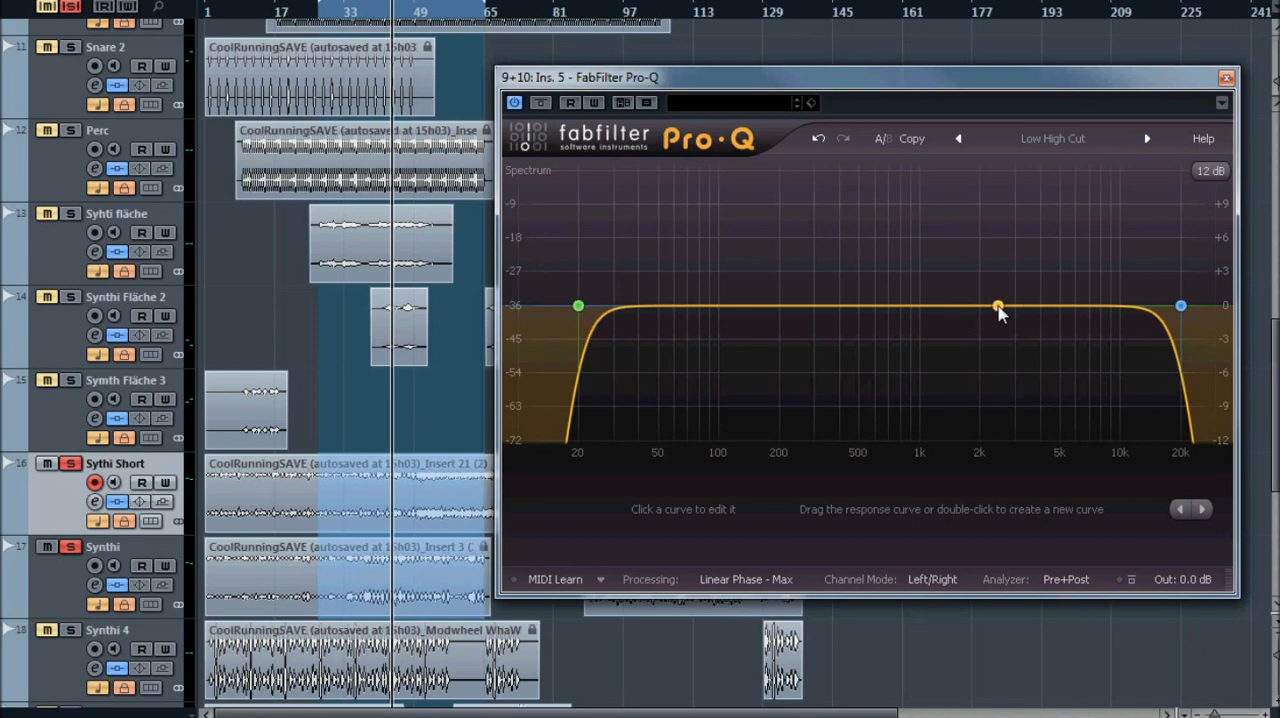 1 17 33 49 65 81 97 113 129 145 161 177 193 209 225 241
11 M S Snare 2
R W
e
CoolRunningSAVE (autosaved at 15h03
12 M S Perc
R W
e
CoolRunningSAVE (autosaved at 15h03)_Inse
13 M S Syhti fläche
R W
e
14 M S Synthi Fläche 2
R W
e
15 M S Symth Fläche 3
R W
e
16 M S Sythi Short
R W
e
CoolRunningSAVE (autosaved at 15h03)_Insert 21 (2)
17 M S Synthi
R W
e
CoolRunningSAVE (autosaved at 15h03)_Insert 3 (
18 M S Synthi 4
R W
e
CoolRunningSAVE (autosaved at 15h03)_Modwheel WhaW
9+10: Ins. 5 - FabFilter Pro-Q
R W
fabfilter Pro·Q
software instruments
A/B Copy Low High Cut Help
Spectrum 12 dB
-9 +9
-18 +6
-27 +3
-36 0
-45 -3
-54 -6
-63 -9
-72 -12
20 50 100 200 500 1k 2k 5k 10k 20k
Click a curve to edit it Drag the response curve or double-click to create a new curve
MIDI Learn Processing: Linear Phase - Max Channel Mode: Left/Right Analyzer: Pre+Post Out: 0.0 dB